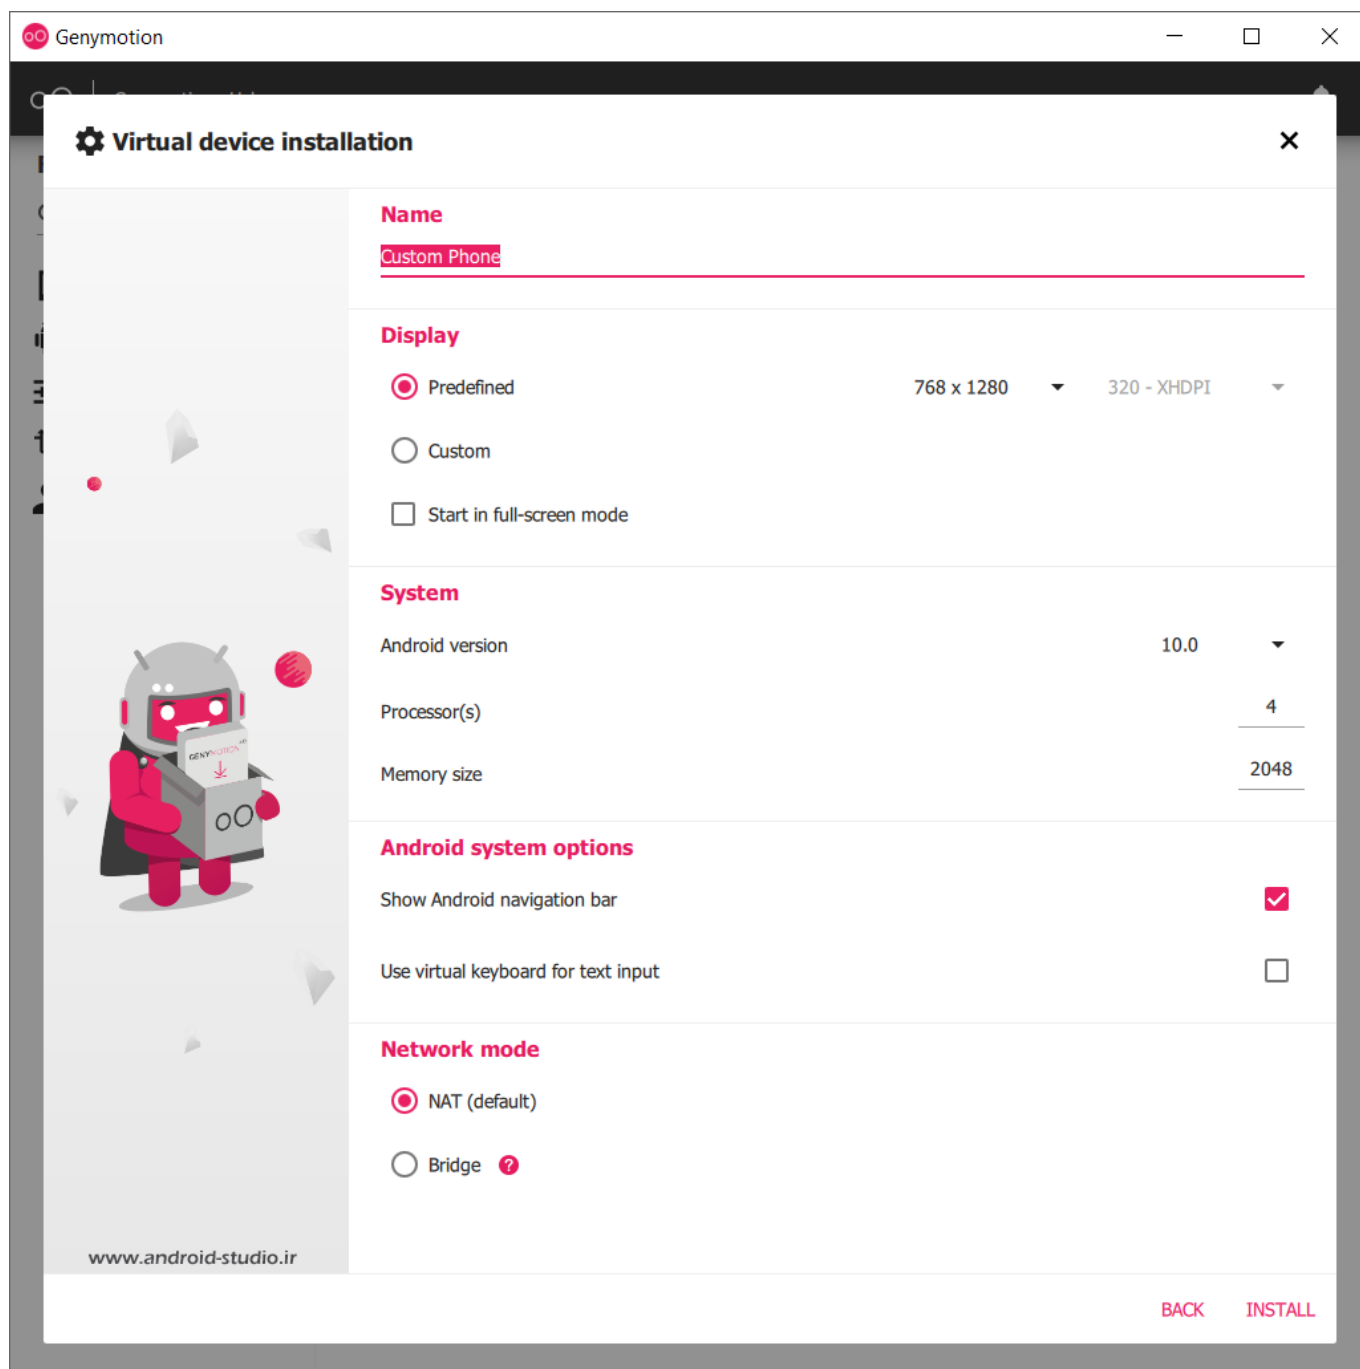 Genymotion
Virtual device installation
Name
Custom Phone
Display
Predefined 768 x 1280 320 - XHDPI
Custom
Start in full-screen mode
System
Android version 10.0
Processor(s) 4
Memory size 2048
GENYMOTION
oO
Android system options
Show Android navigation bar
Use virtual keyboard for text input
Network mode
NAT (default)
Bridge ?
www.android-studio.ir
BACK INSTALL